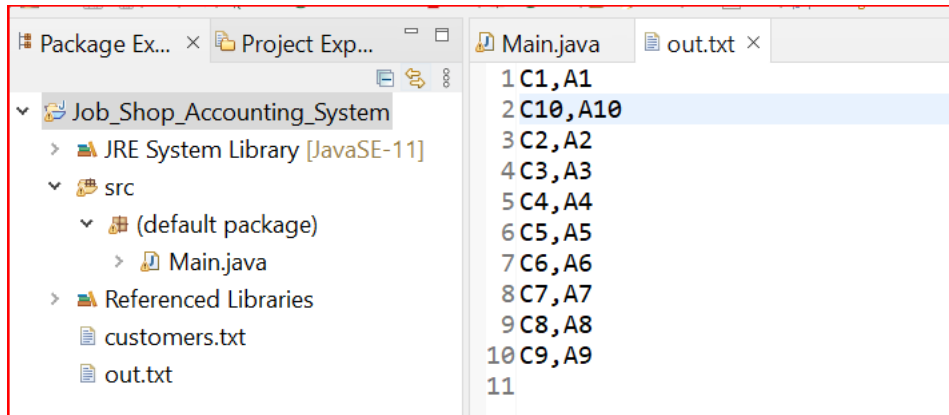 Package Ex...
Project Exp...
Job_Shop_Accounting_System
JRE System Library [JavaSE-11]
src
(default package)
Main.java
Referenced Libraries
customers.txt
out.txt
Main.java
out.txt
1 C1,A1
2 C10,A10
3 C2,A2
4 C3,A3
5 C4,A4
6 C5,A5
7 C6,A6
8 C7,A7
9 C8,A8
10 C9,A9
11